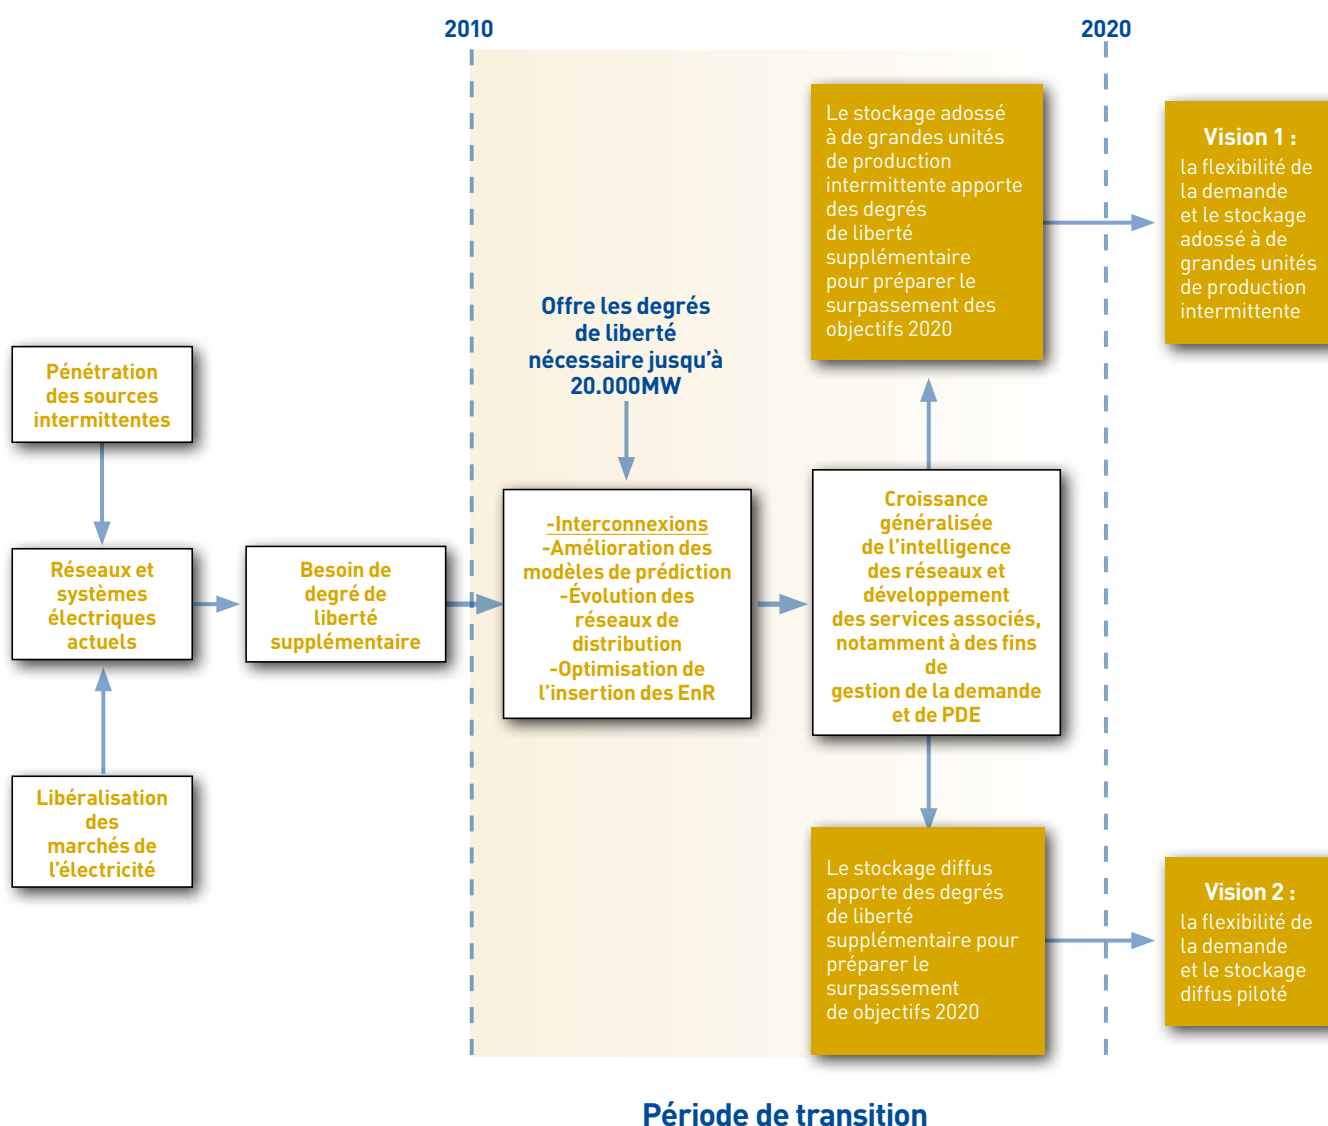 2010
2020
Pénétration
des sources
intermittentes
Réseaux et
systèmes
électriques
actuels
Libéralisation
des
marchés de
l'électricité
Besoin de
degré de
liberté
supplémentaire
Offre les degrés
de liberté
nécessaire jusqu'à
20.000MW
-Interconnexions
-Amélioration des
modèles de prédiction
-Évolution des
réseaux de
distribution
-Optimisation de
l'insertion des EnR
Le stockage adossé
à de grandes unités
de production
intermittente apporte
des degrés
de liberté
supplémentaire
pour préparer le
surpassement des
objectifs 2020
Croissance
généralisée
de l'intelligence
des réseaux et
développement
des services associés,
notamment à des fins
de
gestion de la demande
et de PDE
Le stockage diffus
apporte des degrés
de liberté
supplémentaire pour
préparer le
surpassement
de objectifs 2020
Vision 1 :
la flexibilité de
la demande
et le stockage
adossé à de
grandes unités
de production
intermittente
Vision 2 :
la flexibilité de
la demande
et le stockage
diffus piloté
Période de transition